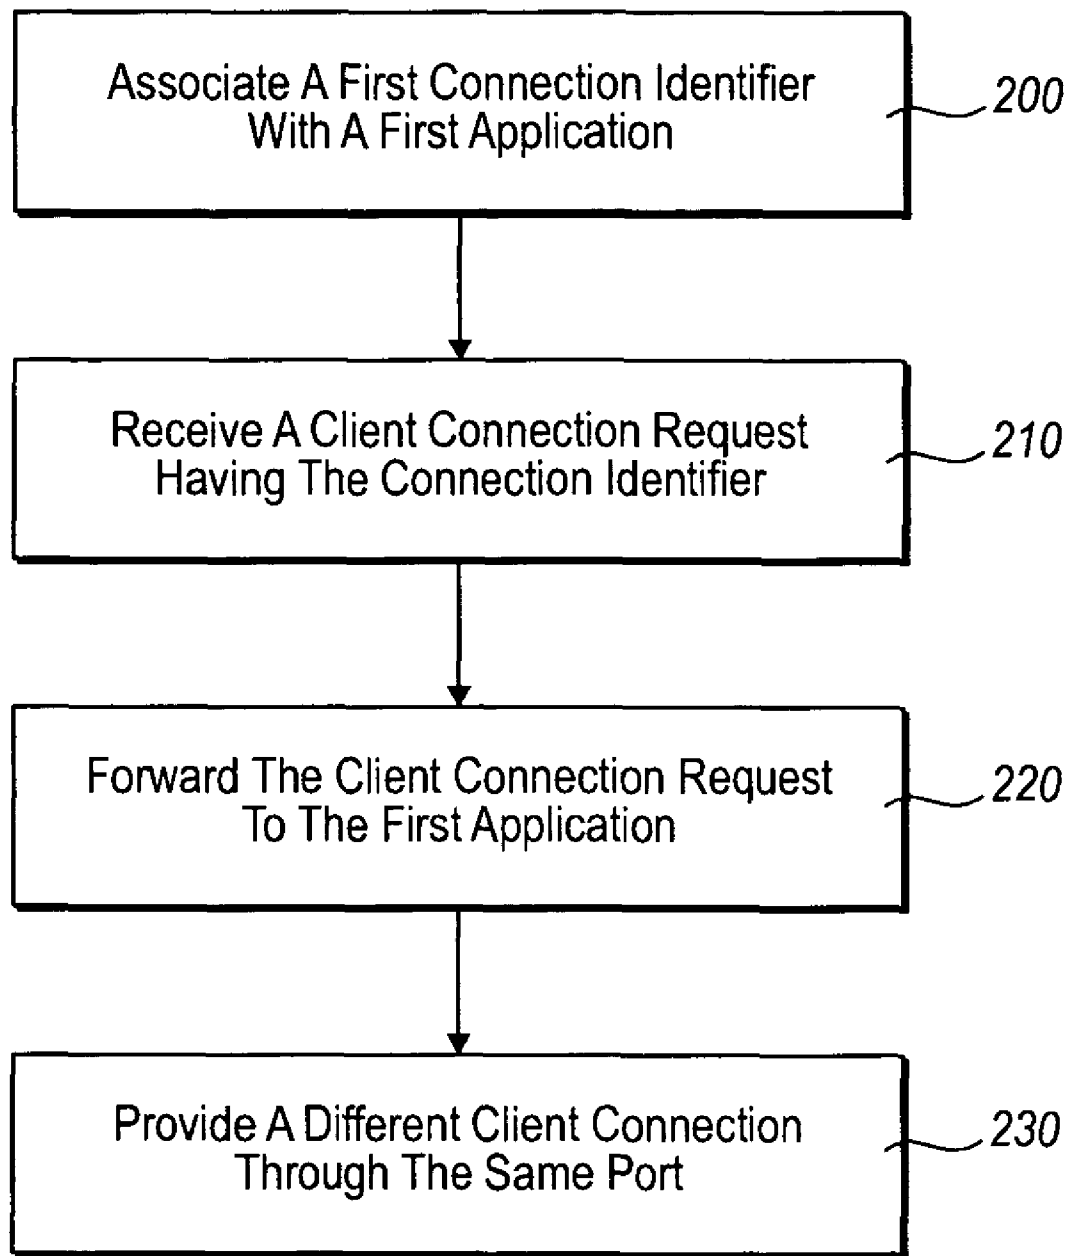 Associate A First Connection Identifier
With A First Application
200
Receive A Client Connection Request
Having The Connection Identifier
210
Forward The Client Connection Request
To The First Application
220
Provide A Different Client Connection
Through The Same Port
230